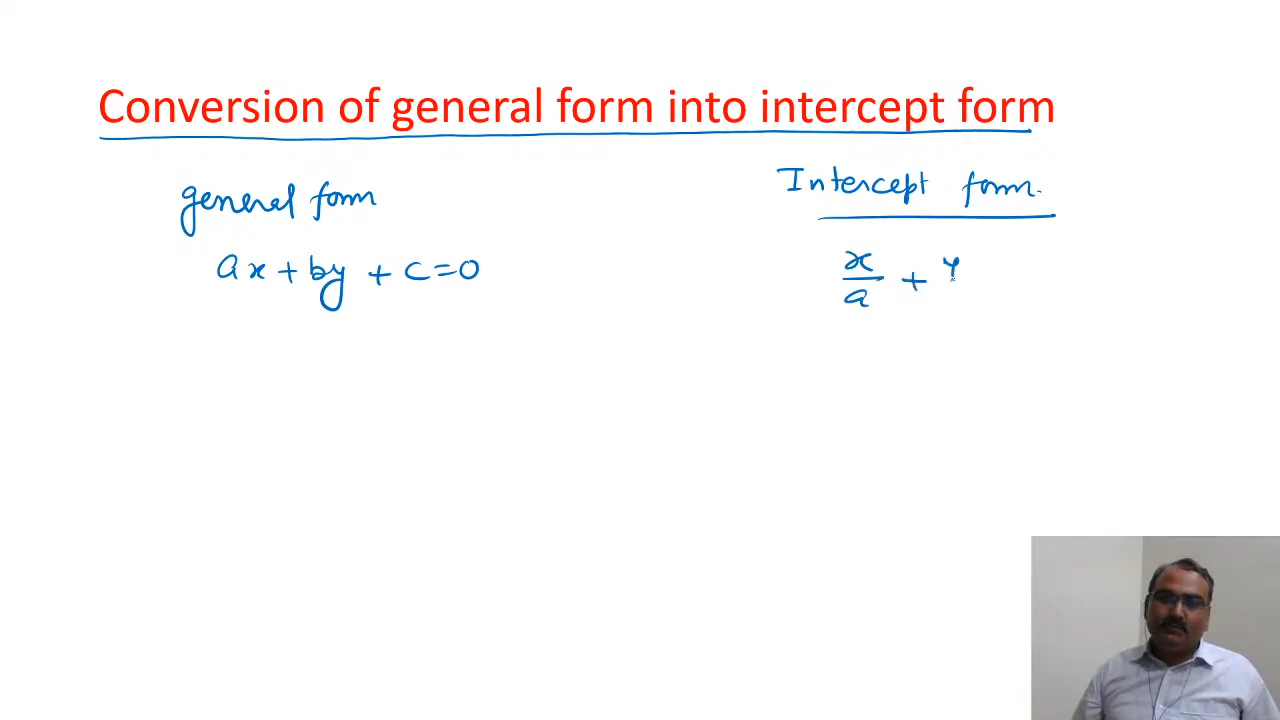 Conversion of general form into intercept form
general form
Intercept form.
ax + by + c = 0
x/a + y